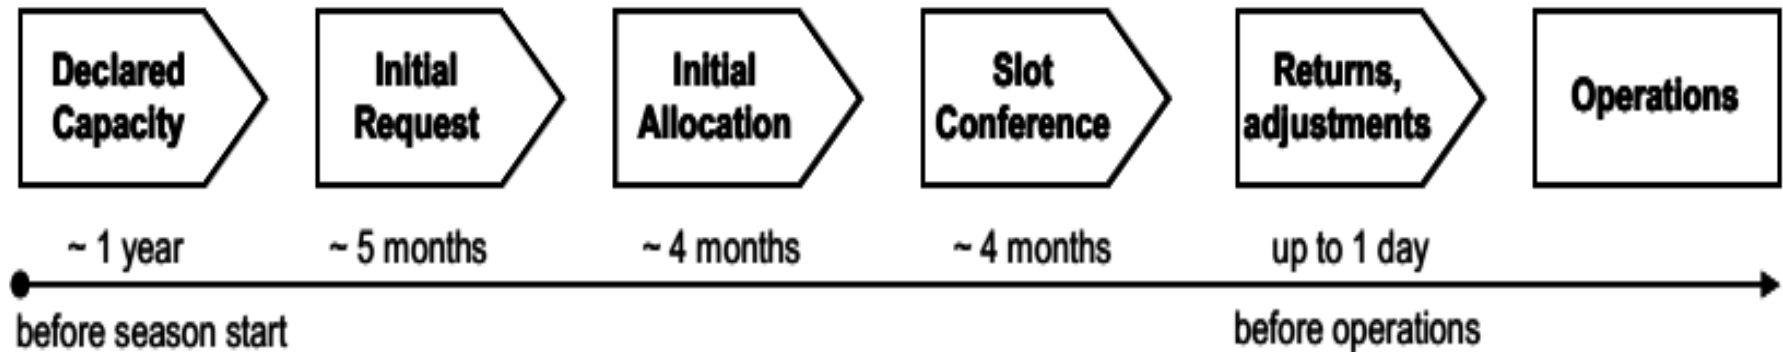 Declared
Capacity
Initial
Request
Initial
Allocation
Slot
Conference
Returns,
adjustments
Operations
~ 1 year
~ 5 months
~ 4 months
~ 4 months
up to 1 day
before season start
before operations